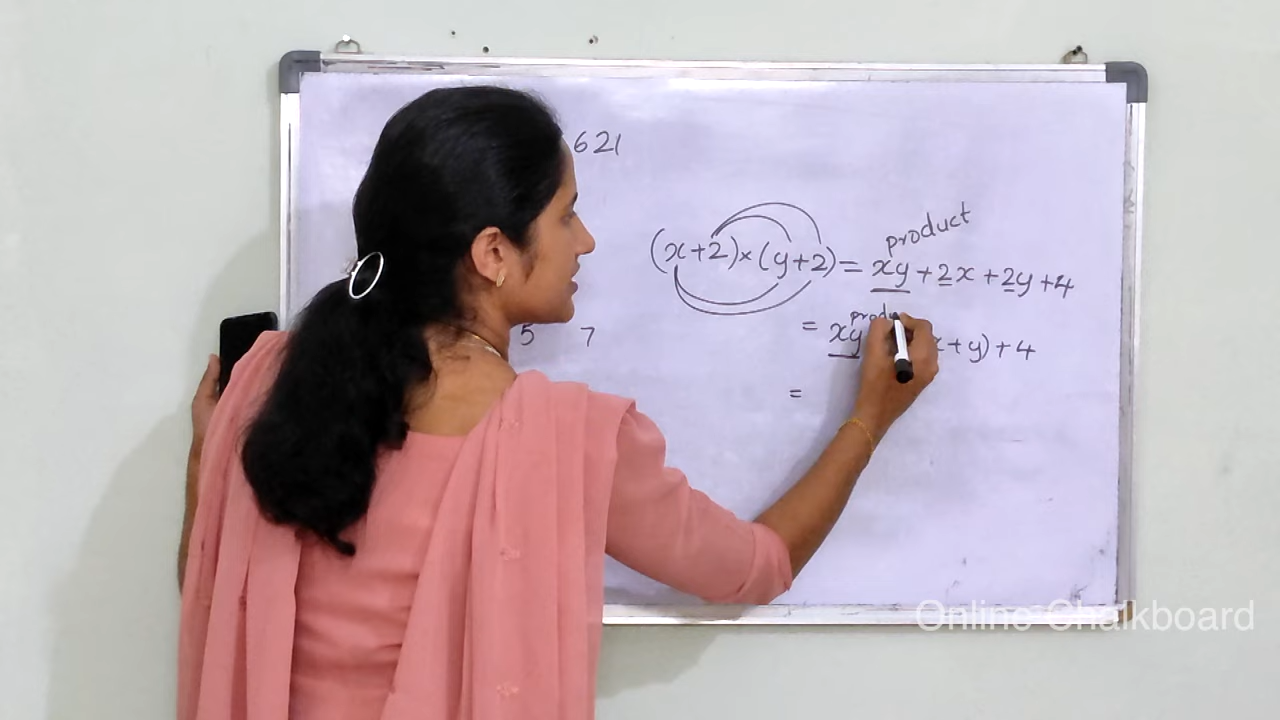 621
product
(x+2)×(y+2) = xy + 2x + 2y + 4
= xy x + y) + 4
5 7
=
Online Chalkboard